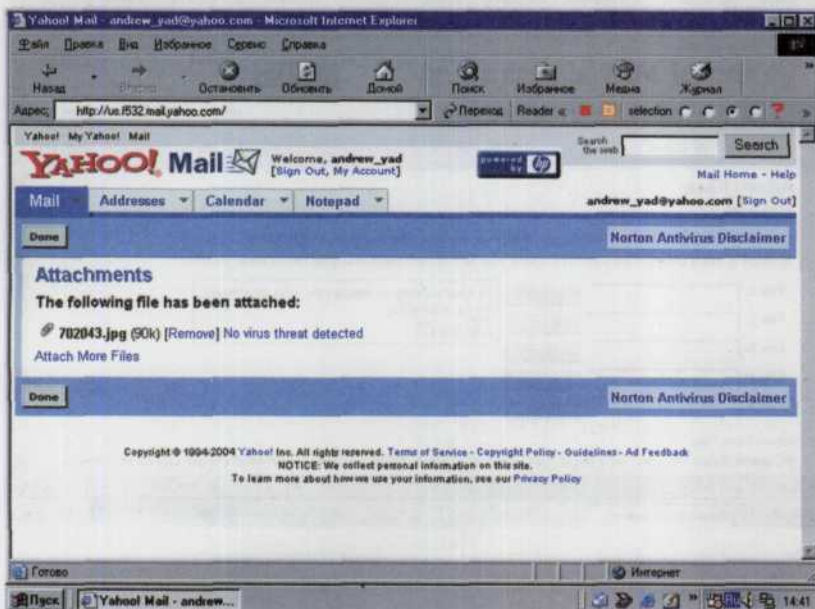 Yahoo! Mail - andrew_yad@yahoo.com - Microsoft Internet Explorer
Файл Правка Вид Избранное Сервис Справка
Назад Вперед Остановить Обновить Домой Поиск Избранное Медиа Журнал
Адрес: http://us.f532.mail.yahoo.com/ Переход Reader selection
Yahoo! My Yahoo! Mail
Search the web Search
YAHOO! Mail Welcome, andrew_yad
[Sign Out, My Account]
powered by hp
Mail Home - Help
Mail Addresses Calendar Notepad andrew_yad@yahoo.com [Sign Out]
Done Norton Antivirus Disclaimer
Attachments
The following file has been attached:
702043.jpg (90k) [Remove] No virus threat detected
Attach More Files
Done Norton Antivirus Disclaimer
Copyright © 1994-2004 Yahoo! Inc. All rights reserved. Terms of Service - Copyright Policy - Guidelines - Ad Feedback
NOTICE: We collect personal information on this site.
To learn more about how we use your information, see our Privacy Policy
Готово Интернет
Пуск Yahoo! Mail - andrew... 14:41